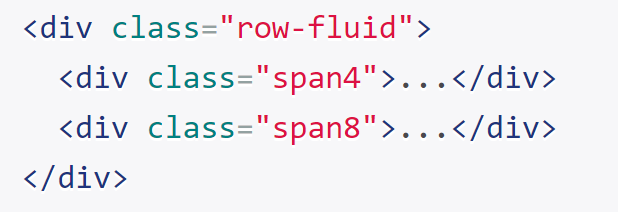 <div class="row-fluid">
  <div class="span4">...</div>
  <div class="span8">...</div>
</div>